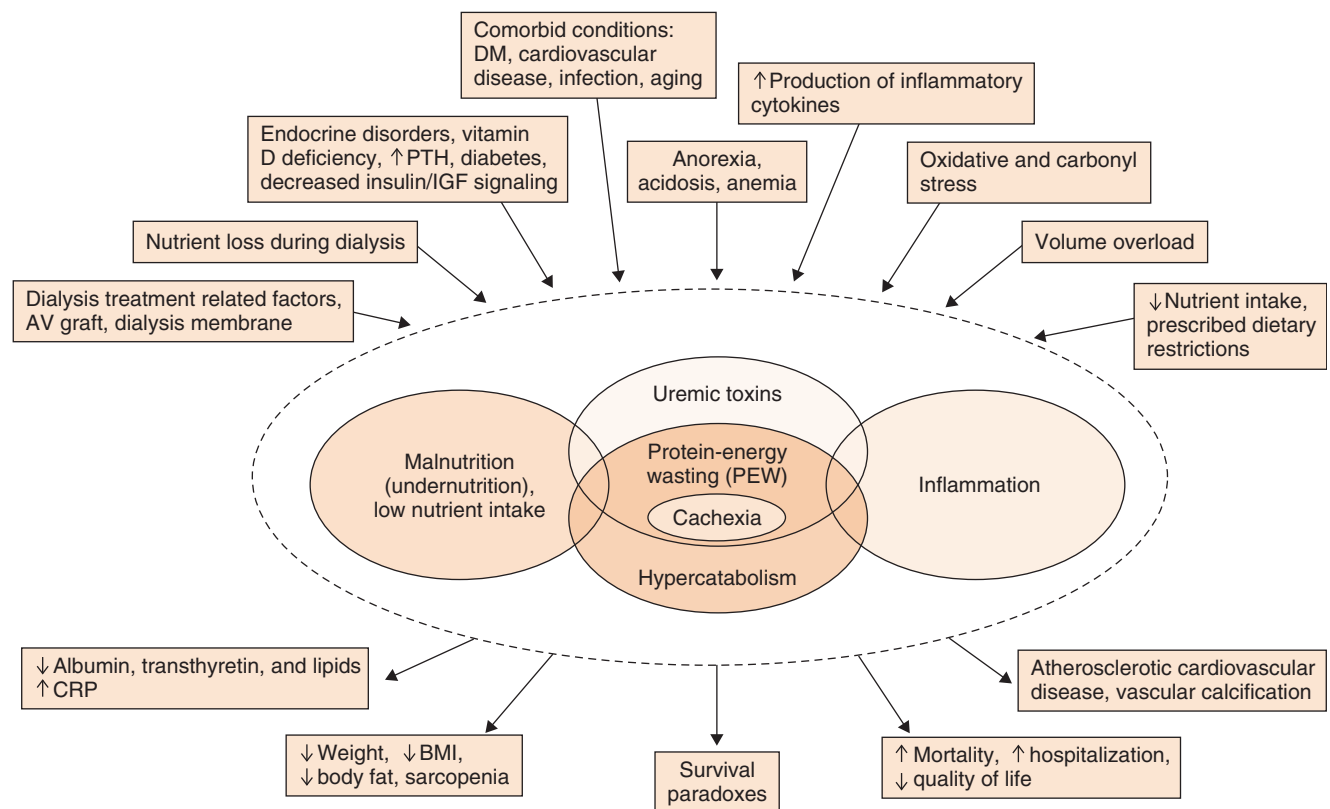 Comorbid conditions:
DM, cardiovascular
disease, infection, aging
↑Production of inflammatory
cytokines
Endocrine disorders, vitamin
D deficiency, ↑PTH, diabetes,
decreased insulin/IGF signaling
Anorexia,
acidosis, anemia
Oxidative and carbonyl
stress
Nutrient loss during dialysis
Volume overload
Dialysis treatment related factors,
AV graft, dialysis membrane
↓Nutrient intake,
prescribed dietary
restrictions
Uremic toxins
Malnutrition
(undernutrition),
low nutrient intake
Protein-energy
wasting (PEW)
Cachexia
Hypercatabolism
Inflammation
↓Albumin, transthyretin, and lipids
↑CRP
↓Weight, ↓BMI,
↓body fat, sarcopenia
Survival
paradoxes
↑ Mortality, ↑ hospitalization,
↓ quality of life
Atherosclerotic cardiovascular
disease, vascular calcification